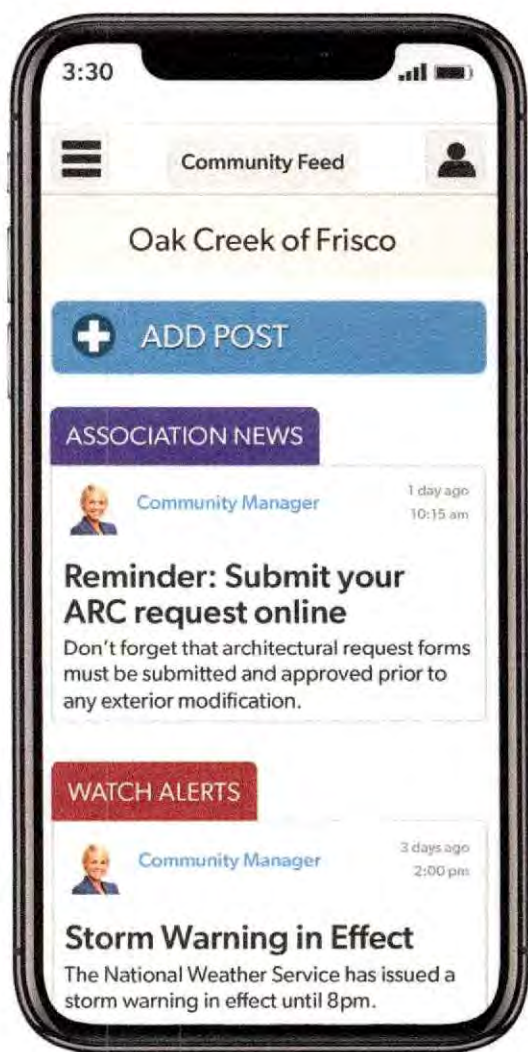 3:30
Community Feed
Oak Creek of Frisco
ADD POST
ASSOCIATION NEWS
Community Manager
1 day ago
10:15 am
Reminder: Submit your
ARC request online
Don't forget that architectural request forms
must be submitted and approved prior to
any exterior modification.
WATCH ALERTS
Community Manager
3 days ago
2:00 pm
Storm Warning in Effect
The National Weather Service has issued a
storm warning in effect until 8pm.